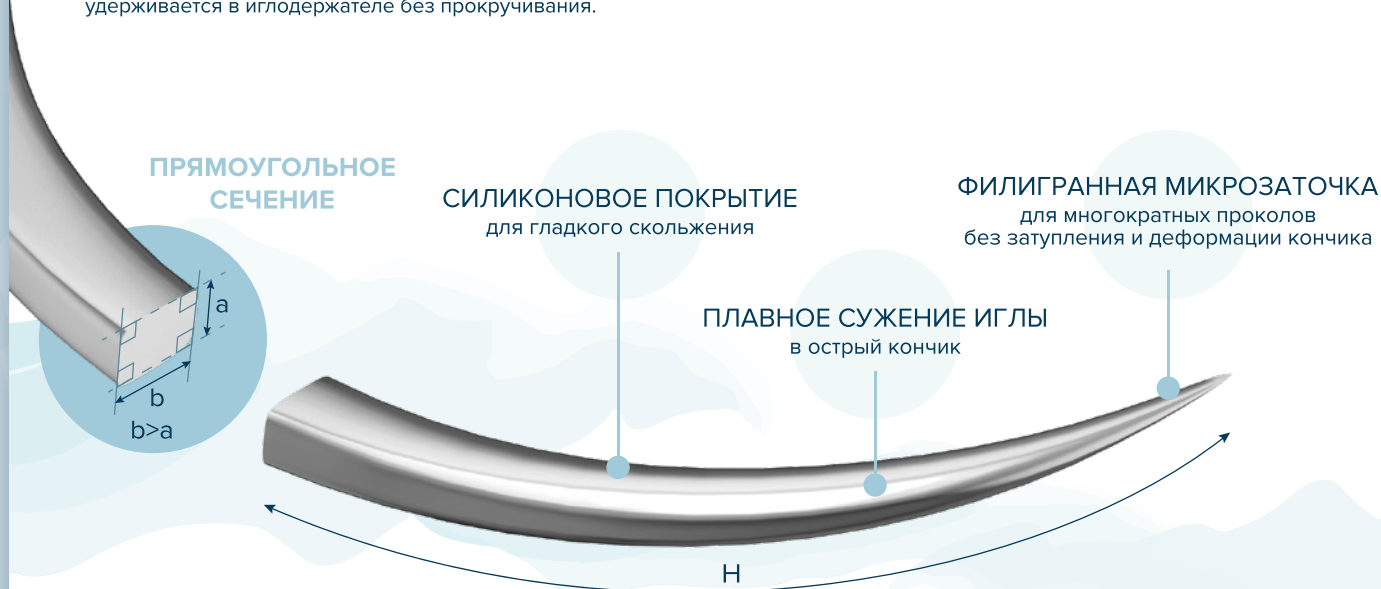 удерживается в иглодержателе без прокручивания.
ПРЯМОУГОЛЬНОЕ
СЕЧЕНИЕ
a
b
b>a
СИЛИКОНОВОЕ ПОКРЫТИЕ
для гладкого скольжения
ПЛАВНОЕ СУЖЕНИЕ ИГЛЫ
в острый кончик
ФИЛИГРАННАЯ МИКРОЗАТОЧКА
для многократных проколов
без затупления и деформации кончика
H